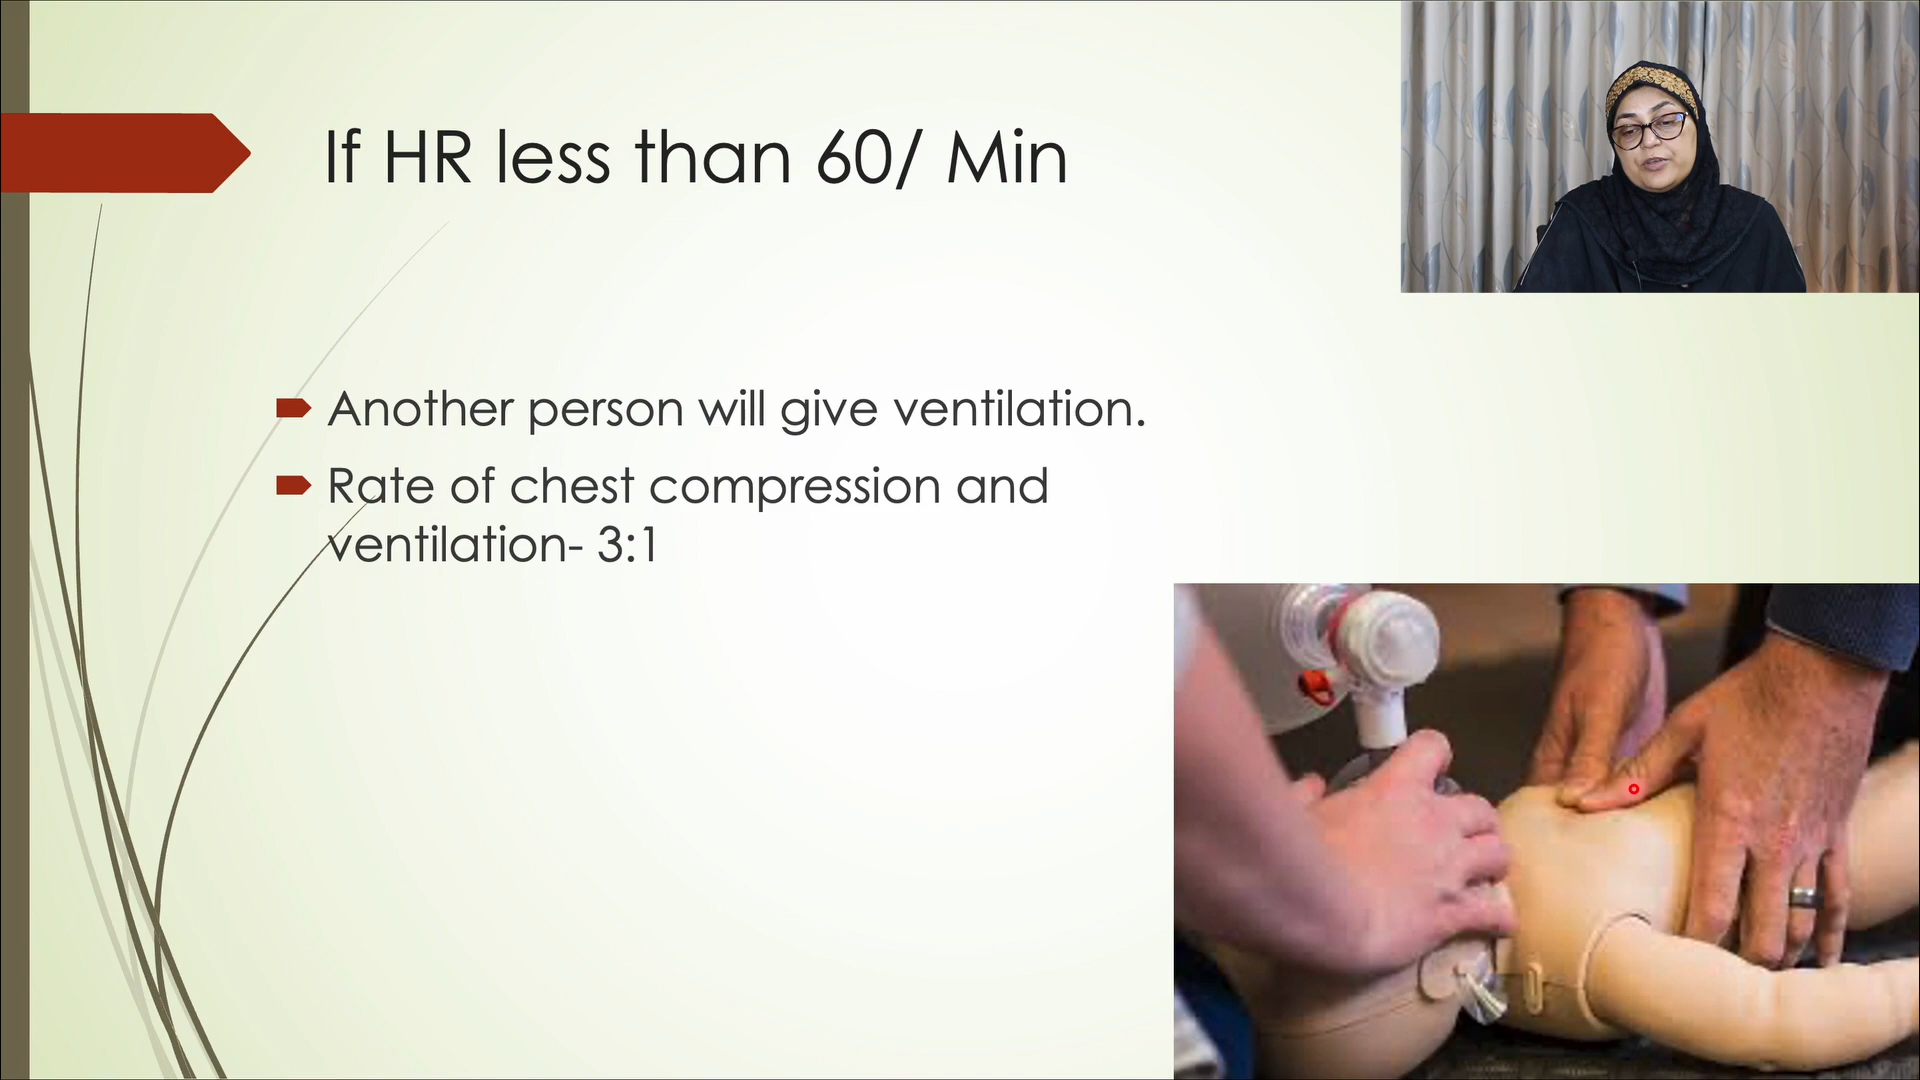 If HR less than 60/ Min
Another person will give ventilation.
Rate of chest compression and
ventilation- 3:1